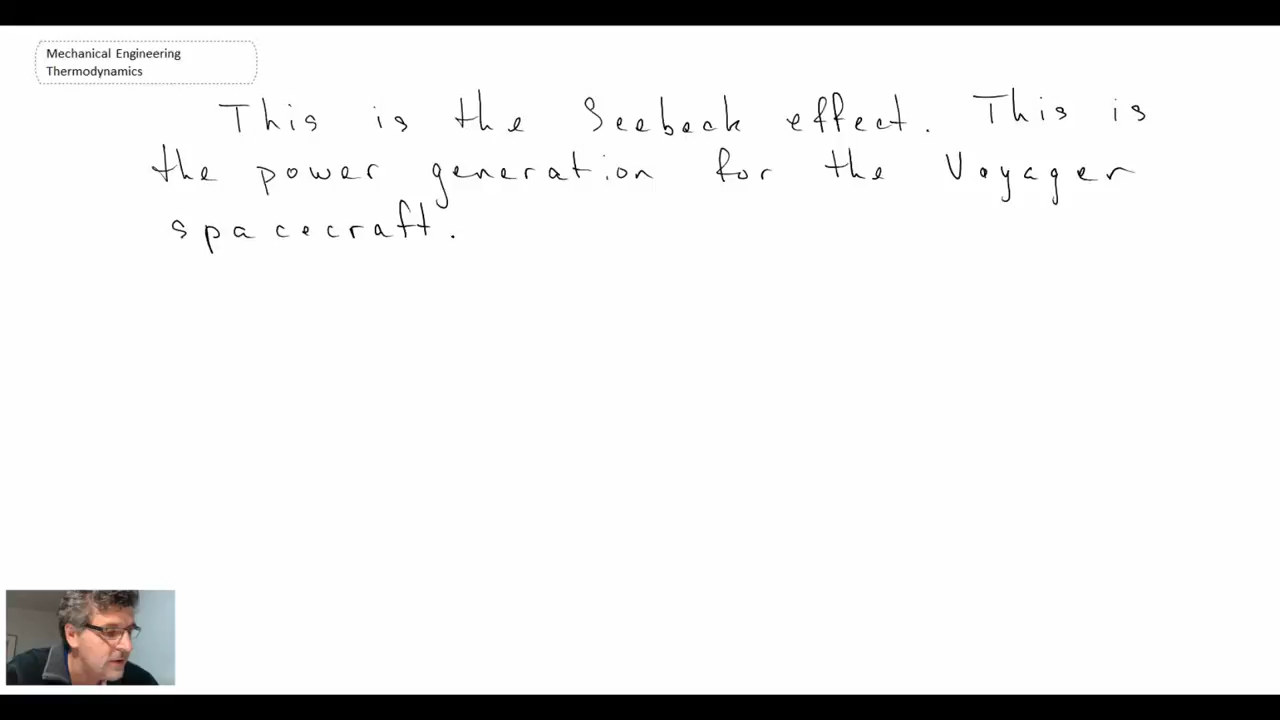 Mechanical Engineering
Thermodynamics
This is the Seebeck effect. This is
the power generation for the Voyager
spacecraft.